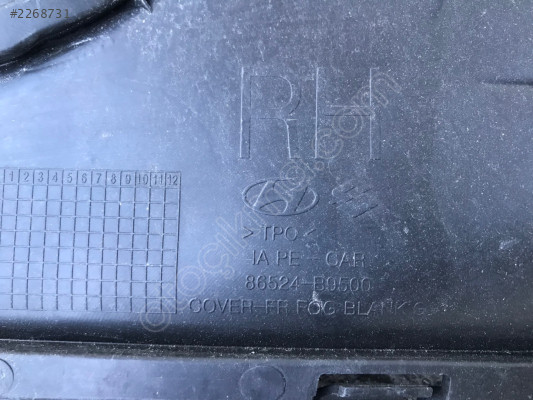 #2268731
RH
1 2 3 4 5 6 7 8 9 10 11 12
>TPO<
IA PE CAR
86524-B0500
COVER-FR FOG BLANK'G